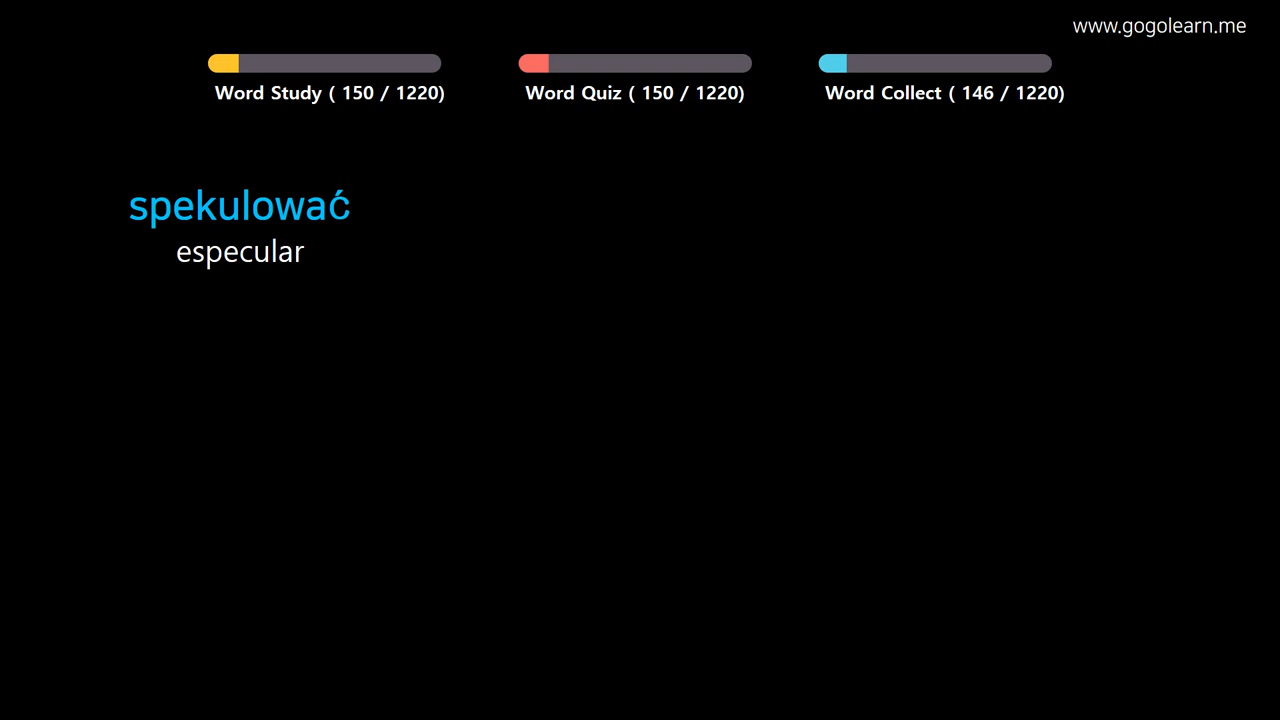 www.gogolearn.me
Word Study ( 150 / 1220)
Word Quiz ( 150 / 1220)
Word Collect ( 146 / 1220)
spekulować
especular